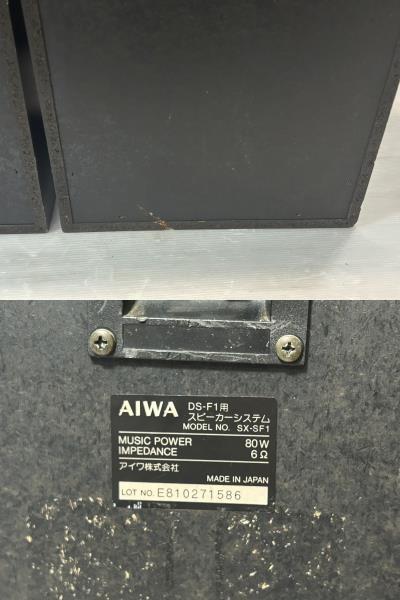 AIWA DS-F1用
スピーカーシステム
MODEL NO. SX-SF1
MUSIC POWER 80W
IMPEDANCE 6Ω
アイワ株式会社
MADE IN JAPAN
LOT NO. E810271586